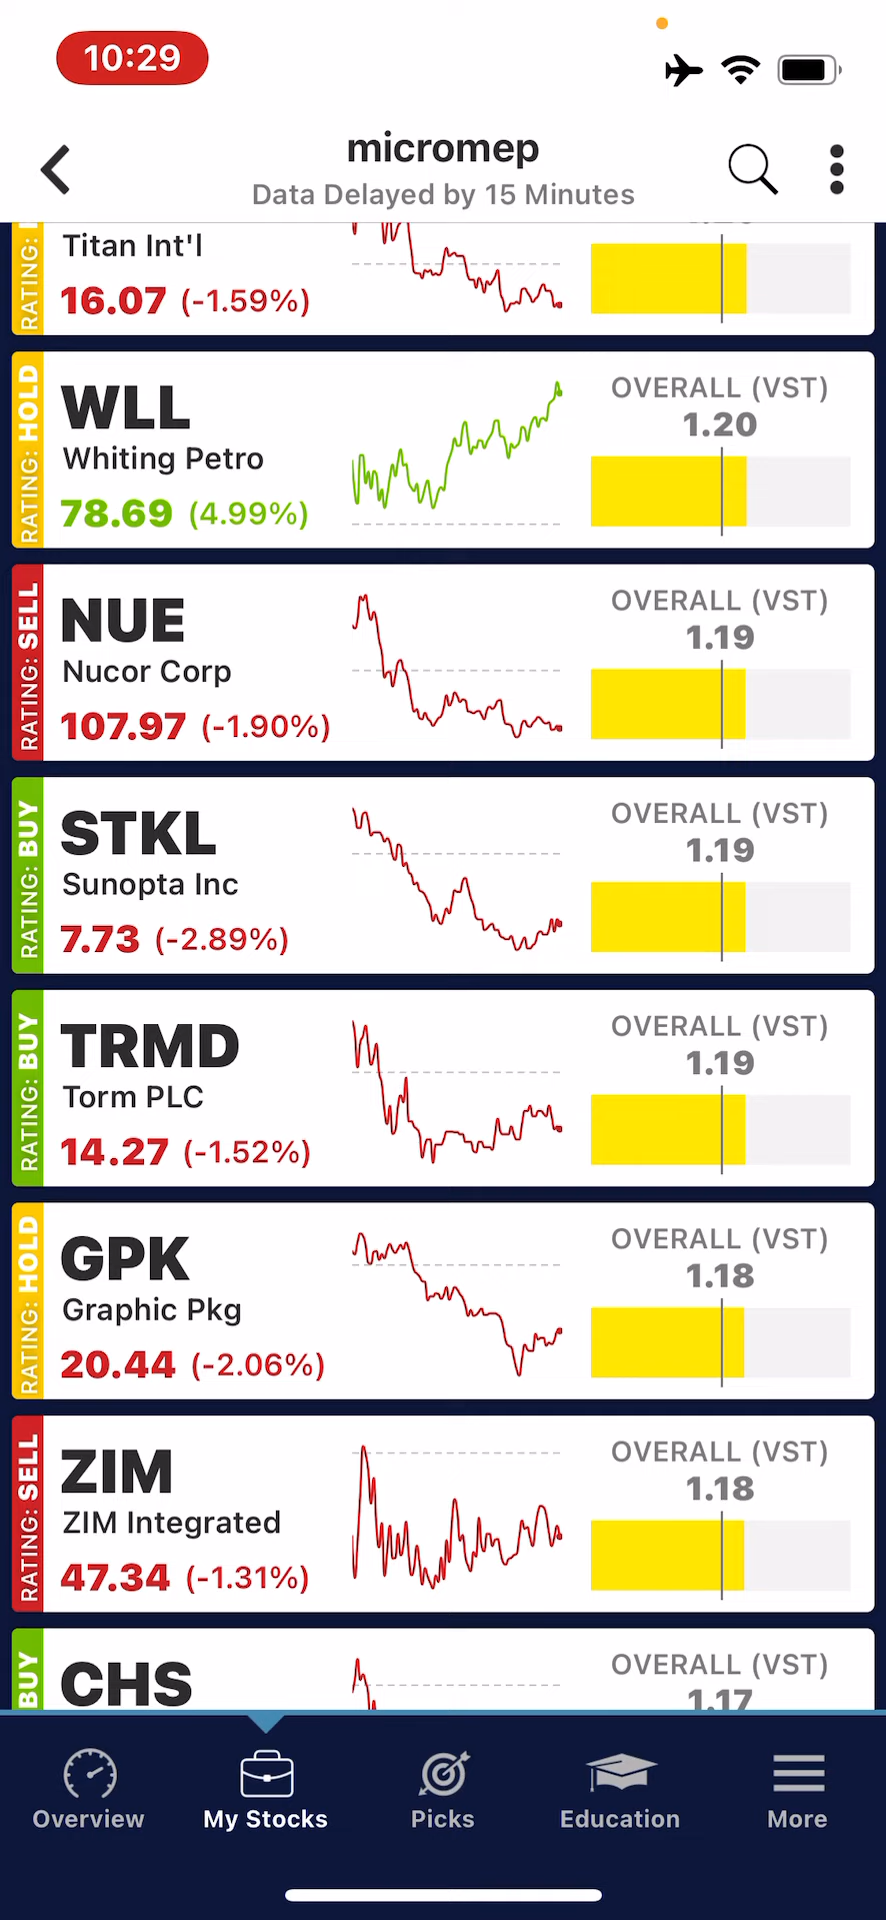 10:29
micromep
Data Delayed by 15 Minutes
RATING:
Titan Int'l
16.07 (-1.59%)
RATING: HOLD
WLL
Whiting Petro
78.69 (4.99%)
OVERALL (VST)
1.20
RATING: SELL
NUE
Nucor Corp
107.97 (-1.90%)
OVERALL (VST)
1.19
RATING: BUY
STKL
Sunopta Inc
7.73 (-2.89%)
OVERALL (VST)
1.19
RATING: BUY
TRMD
Torm PLC
14.27 (-1.52%)
OVERALL (VST)
1.19
RATING: HOLD
GPK
Graphic Pkg
20.44 (-2.06%)
OVERALL (VST)
1.18
RATING: SELL
ZIM
ZIM Integrated
47.34 (-1.31%)
OVERALL (VST)
1.18
BUY
CHS
OVERALL (VST)
1.17
Overview
My Stocks
Picks
Education
More